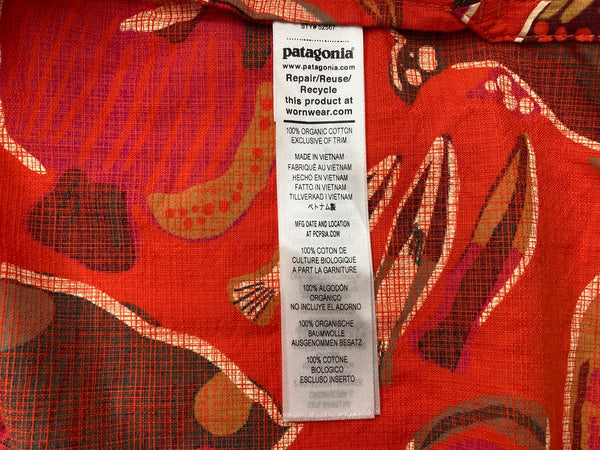 patagonia®
www.patagonia.com
Repair/Reuse/
Recycle
this product at
wornwear.com
100% ORGANIC COTTON
EXCLUSIVE OF TRIM
MADE IN VIETNAM
FABRIQUÉ AU VIETNAM
HECHO EN VIETNAM
FATTO IN VIETNAM
TILLVERKAD I VIETNAM
ベトナム製
MFG DATE AND LOCATION
AT PCPSIA.COM
100% COTON DE
CULTURE BIOLOGIQUE
A PART LA GARNITURE
100% ALGODÓN
ORGÁNICO
NO INCLUYE EL ADORNO
100% ORGANISCHE
BAUMWOLLE
AUSGENOMMEN BESATZ
100% COTONE
BIOLOGICO
ESCLUSO INSERTO